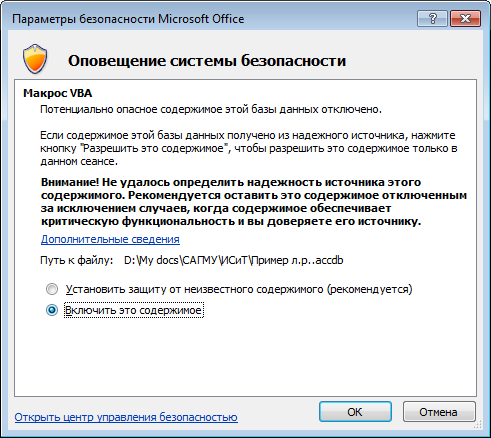 Параметры безопасности Microsoft Office
Оповещение системы безопасности
Макрос VBA
Потенциально опасное содержимое этой базы данных отключено.
Если содержимое этой базы данных получено из надежного источника, нажмите
кнопку "Разрешить это содержимое", чтобы разрешить это содержимое только в
данном сеансе.
Внимание! Не удалось определить надежность источника этого
содержимого. Рекомендуется оставить это содержимое отключенным
за исключением случаев, когда содержимое обеспечивает
критическую функциональность и вы доверяете его источнику.
Дополнительные сведения
Путь к файлу: D:\My docs\САГМУ\ИСиТ\Пример л.р..accdb
Установить защиту от неизвестного содержимого (рекомендуется)
Включить это содержимое
Открыть центр управления безопасностью
ОК
Отмена